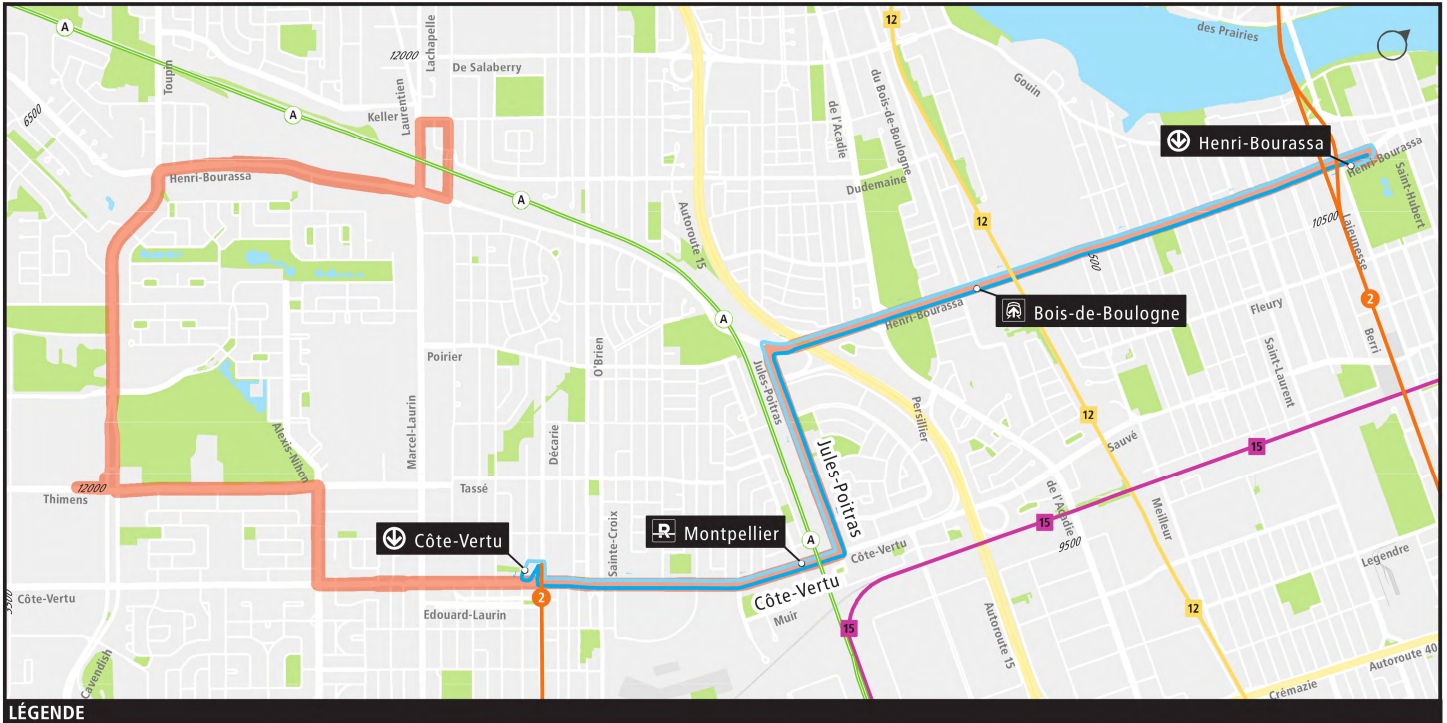 A
12
des Prairies
12000
Lachapelle
De Salaberry
Toupin
Gouin
6500
A
Keller
Laurentien
de l'Acadie
du Bois-de-Boulogne
Henri-Bourassa
Henri-Bourassa
Henri-Bourassa
Dudemaine
Saint-Hubert
A
Autoroute 15
12
10500
Lajeunesse
500
2
A
Henri-Bourassa
Bois-de-Boulogne
Fleury
Berri
Poirier
O'Brien
Jules-Poitras
Saint-Laurent
Marcel-Laurin
Alexis-Nihon
Décarie
Persillier
12
Sauvé
15
Jules-Poitras
12000
Thimens
Tassé
de l'Acadie
Meilleur
15
9500
Côte-Vertu
Sainte-Croix
Montpellier
A
Côte-Vertu
Legendre
Côte-Vertu
Côte-Vertu
2
Edouard-Laurin
Muir
15
12
Autoroute 15
Cavendish
Autoroute 40
Crémazie
LÉGENDE